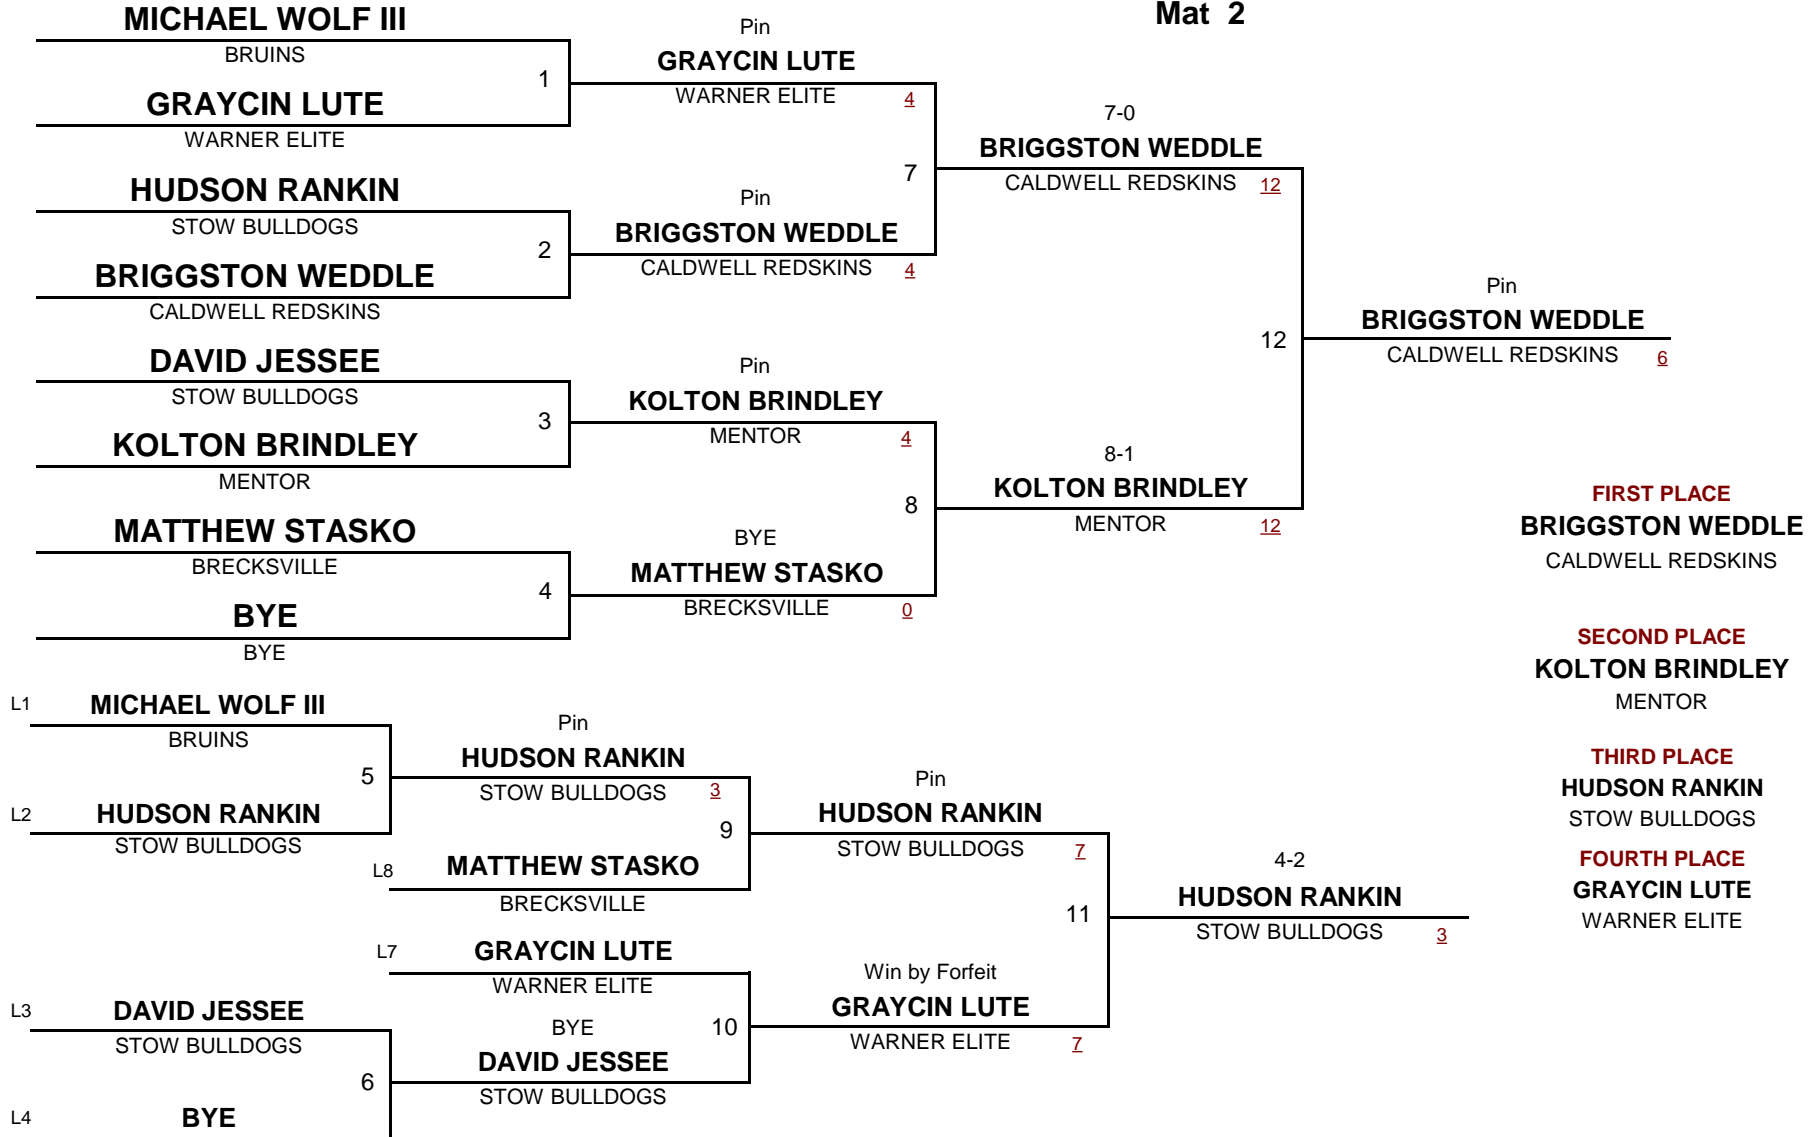 Mat 2
MICHAEL WOLF III
BRUINS
1
GRAYCIN LUTE
WARNER ELITE
HUDSON RANKIN
STOW BULLDOGS
2
BRIGGSTON WEDDLE
CALDWELL REDSKINS
DAVID JESSEE
STOW BULLDOGS
3
KOLTON BRINDLEY
MENTOR
MATTHEW STASKO
BRECKSVILLE
4
BYE
BYE
Pin
GRAYCIN LUTE
WARNER ELITE 4
7
Pin
BRIGGSTON WEDDLE
CALDWELL REDSKINS 4
Pin
KOLTON BRINDLEY
MENTOR 4
8
BYE
MATTHEW STASKO
BRECKSVILLE 0
7-0
BRIGGSTON WEDDLE
CALDWELL REDSKINS 12
12
8-1
KOLTON BRINDLEY
MENTOR 12
Pin
BRIGGSTON WEDDLE
CALDWELL REDSKINS 6
FIRST PLACE
BRIGGSTON WEDDLE
CALDWELL REDSKINS
SECOND PLACE
KOLTON BRINDLEY
MENTOR
THIRD PLACE
HUDSON RANKIN
STOW BULLDOGS
FOURTH PLACE
GRAYCIN LUTE
WARNER ELITE
L1 MICHAEL WOLF III
BRUINS
5
L2 HUDSON RANKIN
STOW BULLDOGS
Pin
HUDSON RANKIN
STOW BULLDOGS 3
9
L8 MATTHEW STASKO
BRECKSVILLE
L7 GRAYCIN LUTE
WARNER ELITE
10
BYE
DAVID JESSEE
STOW BULLDOGS
L3 DAVID JESSEE
STOW BULLDOGS
6
L4 BYE
Pin
HUDSON RANKIN
STOW BULLDOGS 7
11
Win by Forfeit
GRAYCIN LUTE
WARNER ELITE 7
4-2
HUDSON RANKIN
STOW BULLDOGS 3